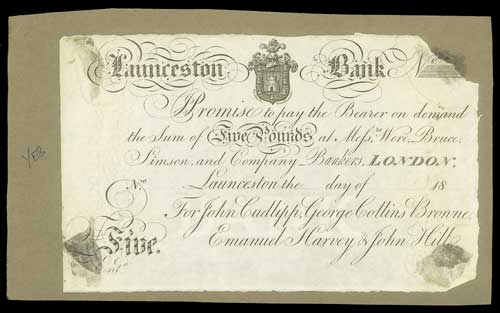 Launceston Bank No
Promise to pay the Bearer on demand
the Sum of Five Pounds at Messrs. Were, Bruce,
Simson, and Company Bankers, LONDON.
No Launceston the day of 18
For John Cudlipp, George Collins Browne,
Emanuel Harvey & John Hill
Five.
Entd.